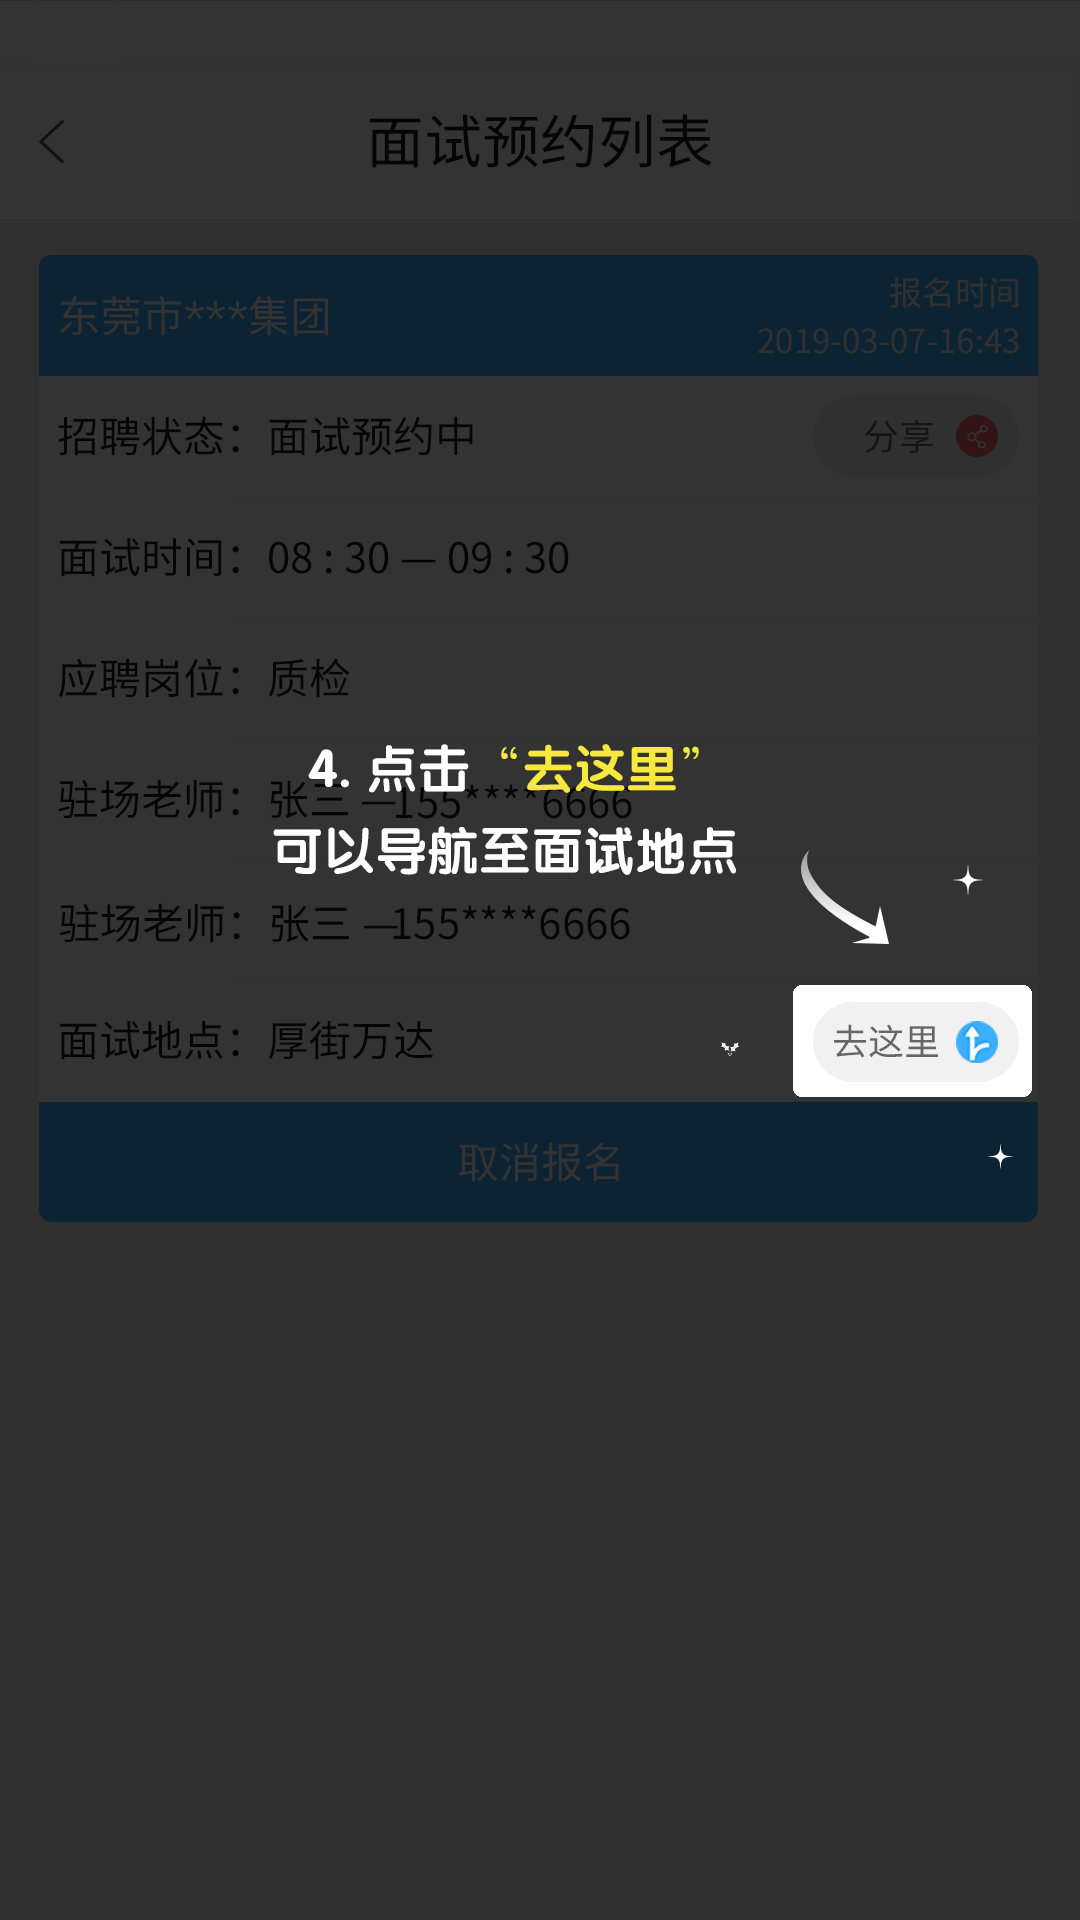 面试预约列表
东莞市***集团
报名时间
2019-03-07-16:43
招聘状态：面试预约中
分享
面试时间：08 : 30 — 09 : 30
应聘岗位：质检
4. 点击“去这里”
驻场老师：张三 —155****6666
可以导航至面试地点
驻场老师：张三 —155****6666
面试地点：厚街万达
去这里
取消报名